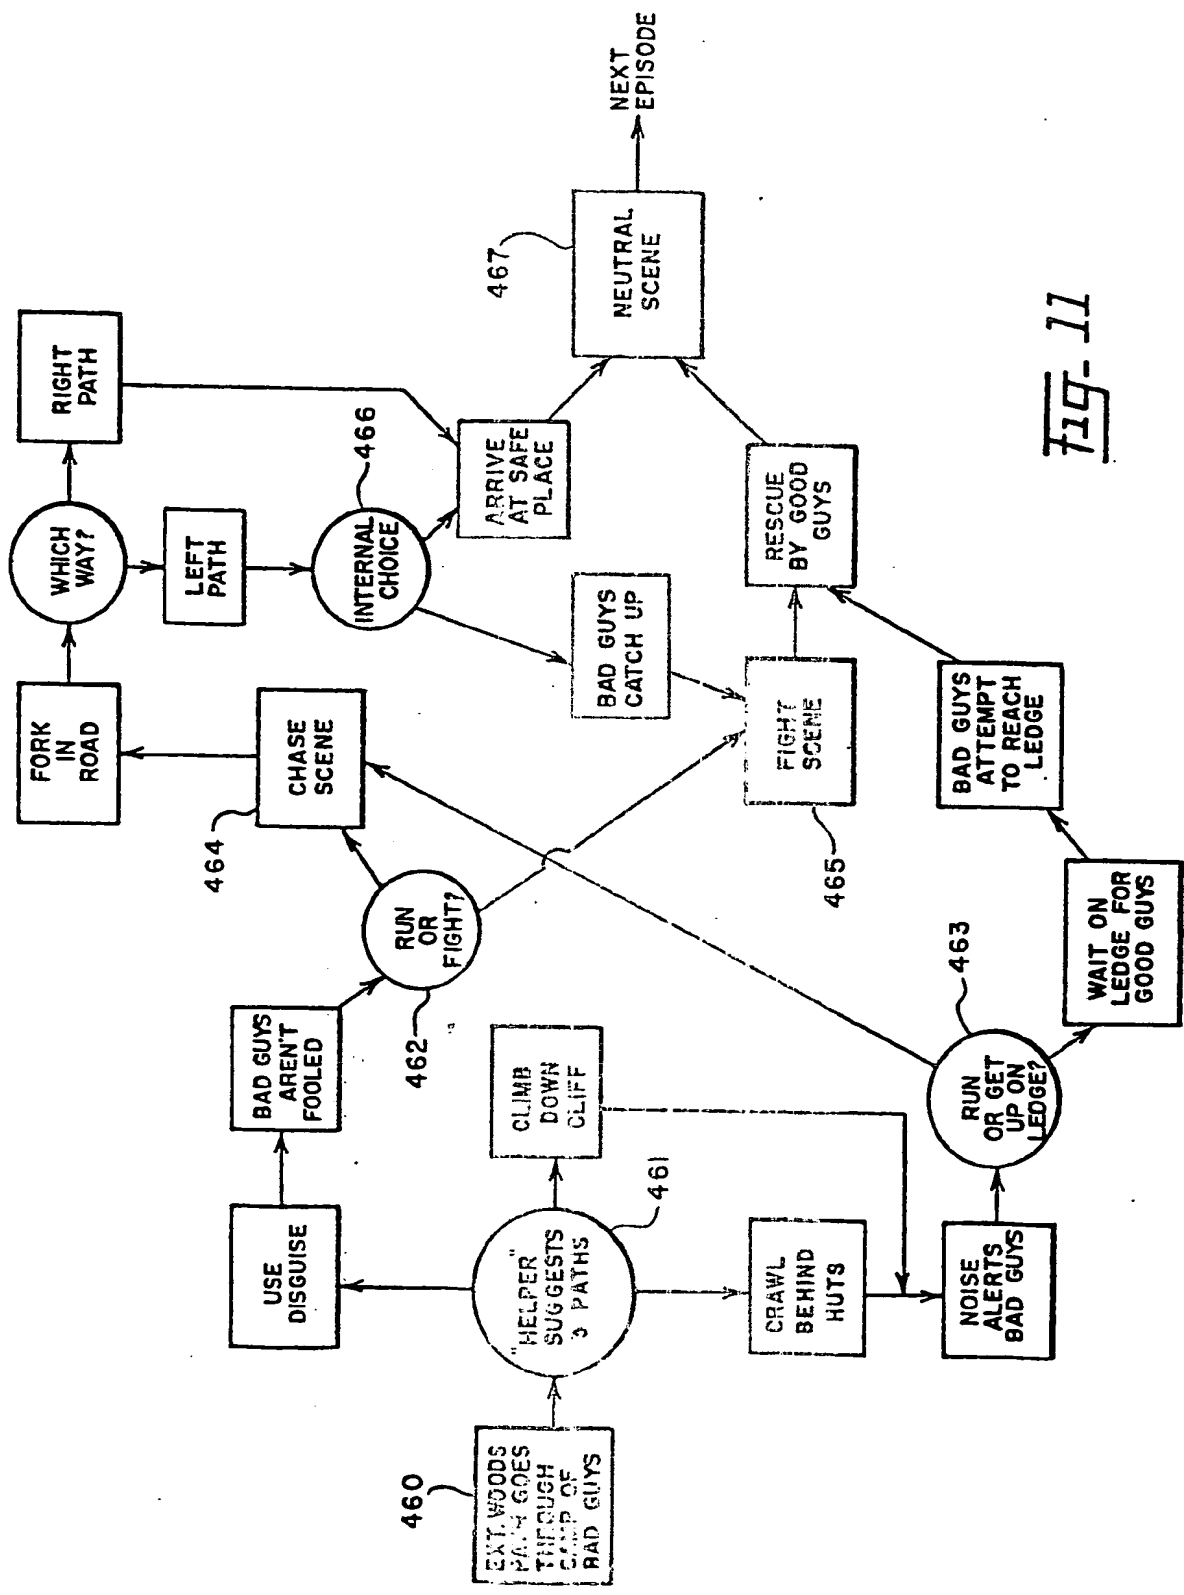 460
EXT. WOODS
PATH GOES
THROUGH
CAMP OF
BAD GUYS
"HELPER"
SUGGESTS
3 PATHS
461
USE
DISGUISE
BAD GUYS
AREN'T
FOOLED
CLIMB
DOWN
CLIFF
CRAWL
BEHIND
HUTS
NOISE
ALERTS
BAD GUYS
RUN
OR
FIGHT?
462
RUN
OR GET
UP ON
LEDGE?
463
CHASE
SCENE
464
FORK
IN
ROAD
WHICH
WAY?
RIGHT
PATH
LEFT
PATH
INTERNAL
CHOICE
466
ARRIVE
AT SAFE
PLACE
BAD GUYS
CATCH UP
FIGHT
SCENE
465
WAIT ON
LEDGE FOR
GOOD GUYS
BAD GUYS
ATTEMPT
TO REACH
LEDGE
RESCUE
BY GOOD
GUYS
NEUTRAL
SCENE
467
NEXT
EPISODE
Fig- 11